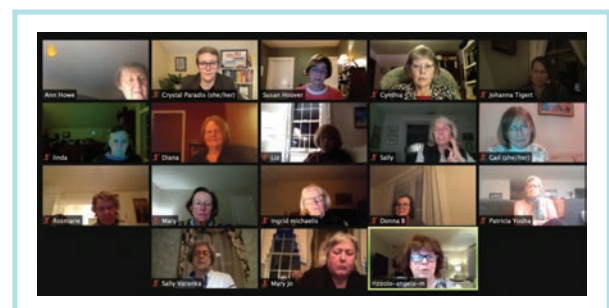 Ann Howe
Crystal Paradis (she/her)
Susan Hoover
Cynthia
Johanna Tigert
linda
Diana
Liz
Sally
Gail (she/her)
Rosmarie
Mary
Ingrid michaelis
Donna B
Patricia Yosha
Sally Varanka
Mary Jo
rizzolo-angela-m